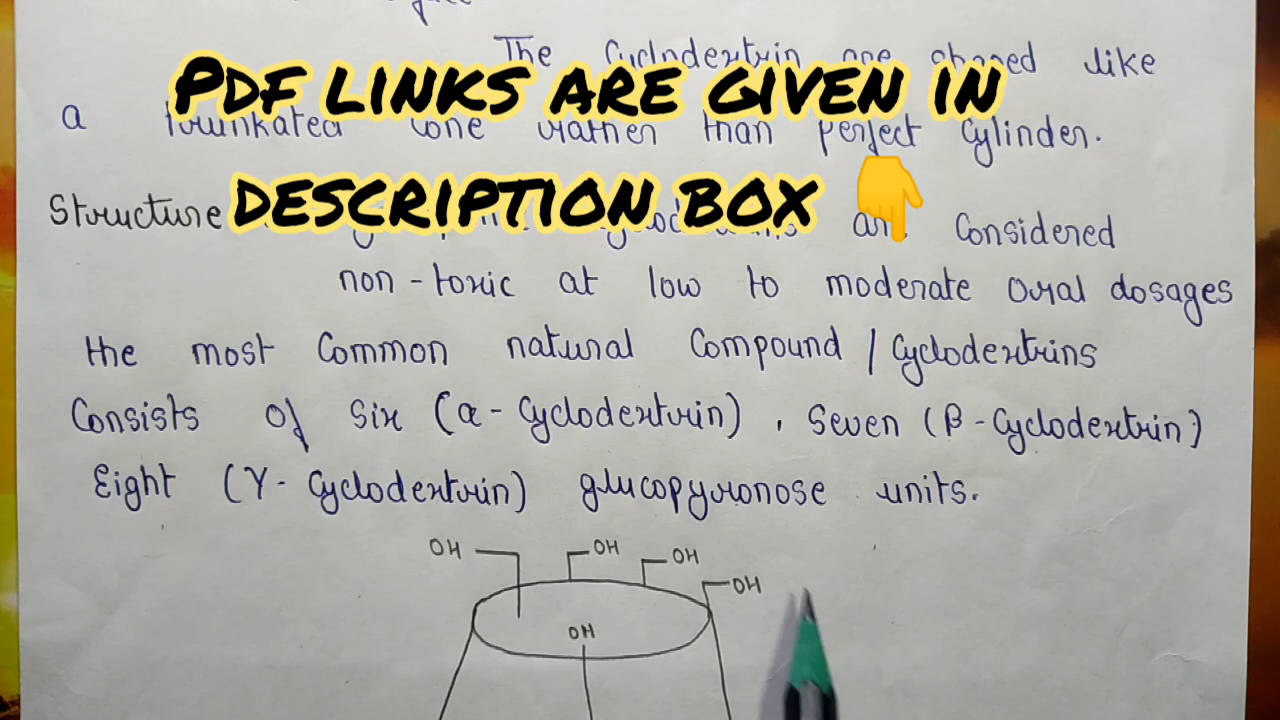 The Cyclodextrin are shaped like
PDF LINKS ARE GIVEN IN
a trunkated cone rather than perfect Cylinder.
Structure
DESCRIPTION BOX 👇
are Considered
non-toxic at low to moderate oral dosages
the most Common natural Compound / Cyclodextrins
Consists of Six (α-Cyclodextrin), Seven (β-Cyclodextrin)
Eight (γ-Cyclodextrin) glucopyronose units.
OH OH OH OH
OH